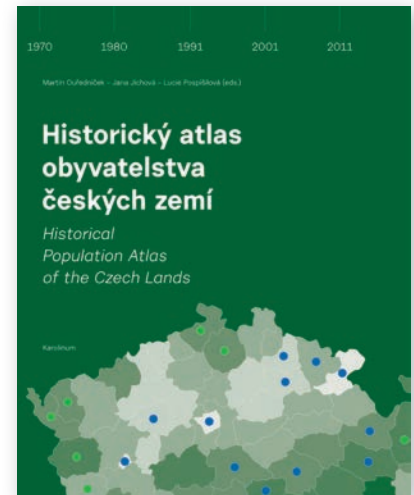 1970 1980 1991 2001 2011
Martin Ouředníček – Jana Jíchová – Lucie Pospíšilová (eds.)
Historický atlas
obyvatelstva
českých zemí
Historical
Population Atlas
of the Czech Lands
Karolinum